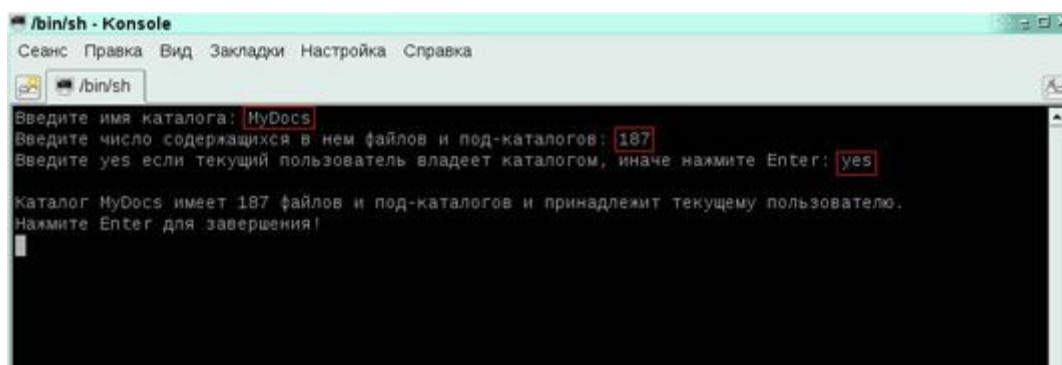 /bin/sh - Konsole
Сеанс Правка Вид Закладки Настройка Справка
/bin/sh
Введите имя каталога: MyDocs
Введите число содержащихся в нем файлов и под-каталогов: 187
Введите yes если текущий пользователь владеет каталогом, иначе нажмите Enter: yes
Каталог MyDocs имеет 187 файлов и под-каталогов и принадлежит текущему пользователю.
Нажмите Enter для завершения!